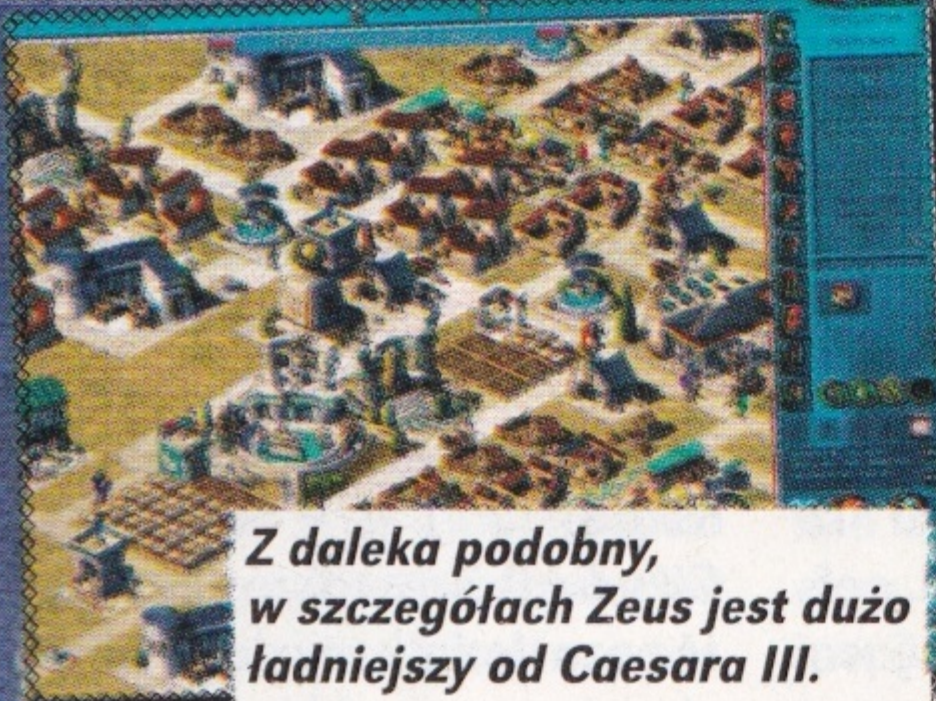 Z daleka podobny,
w szczegółach Zeus jest dużo
ładniejszy od Caesara III.